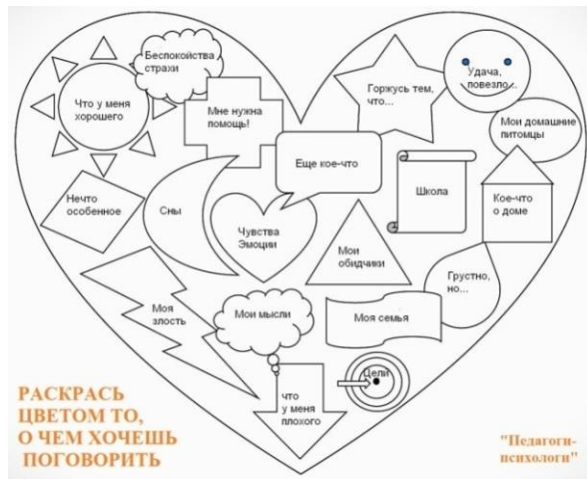 Беспокойства
страхи
Что у меня
хорошего
Мне нужна
помощь!
Горжусь тем,
что...
Удача,
повезло...
Мои домашние
питомцы
Еще кое-что
Школа
Кое-что
о доме
Нечто
особенное
Сны
Чувства
Эмоции
Мои
обидчики
Грустно,
но...
Моя
злость
Мои мысли
Моя семья
Цели
что
у меня
плохого
РАСКРАСЬ
ЦВЕТОМ ТО,
О ЧЕМ ХОЧЕШЬ
ПОГОВОРИТЬ
"Педагоги-
психологи"